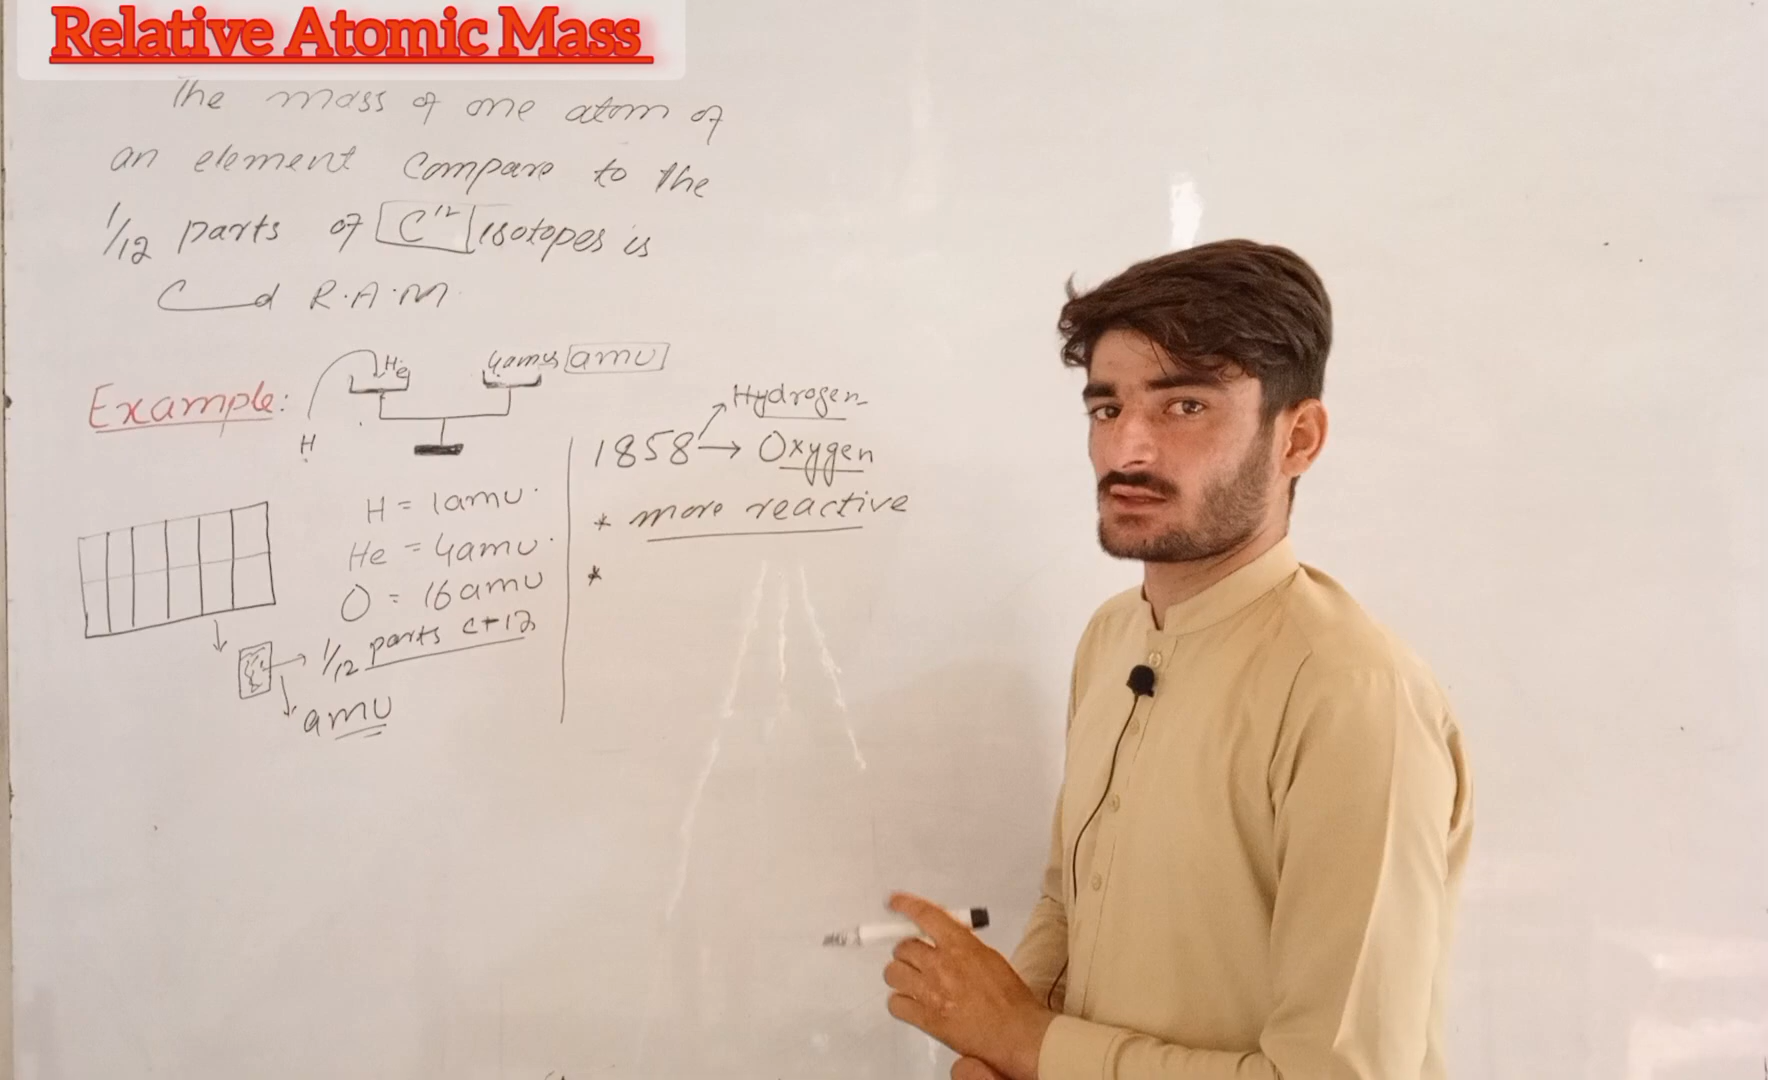 Relative Atomic Mass
The mass of one atom of
an element compare to the
1/12 parts of C12 isotopes is
C d R.A.M
Example:
He
4amu amu
H
H = 1amu.
He = 4amu.
O = 16amu
1/12 parts c+12
amu
Hydrogen
1858 → Oxygen
* more reactive
*